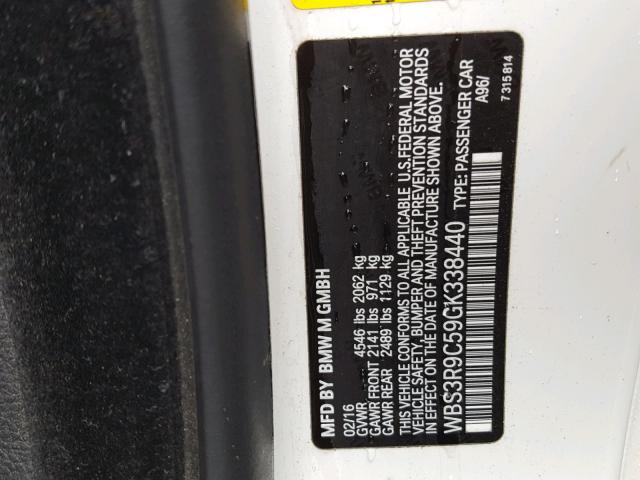 MFD BY BMW M GMBH
02/16
GVWR 4546 lbs 2062 kg
GAWR FRONT 2141 lbs 971 kg
GAWR REAR 2489 lbs 1129 kg
THIS VEHICLE CONFORMS TO ALL APPLICABLE U.S.FEDERAL MOTOR
VEHICLE SAFETY, BUMPER AND THEFT PREVENTION STANDARDS
IN EFFECT ON THE DATE OF MANUFACTURE SHOWN ABOVE.
WBS3R9C59GK338440 TYPE: PASSENGER CAR
A96/
7 315 814